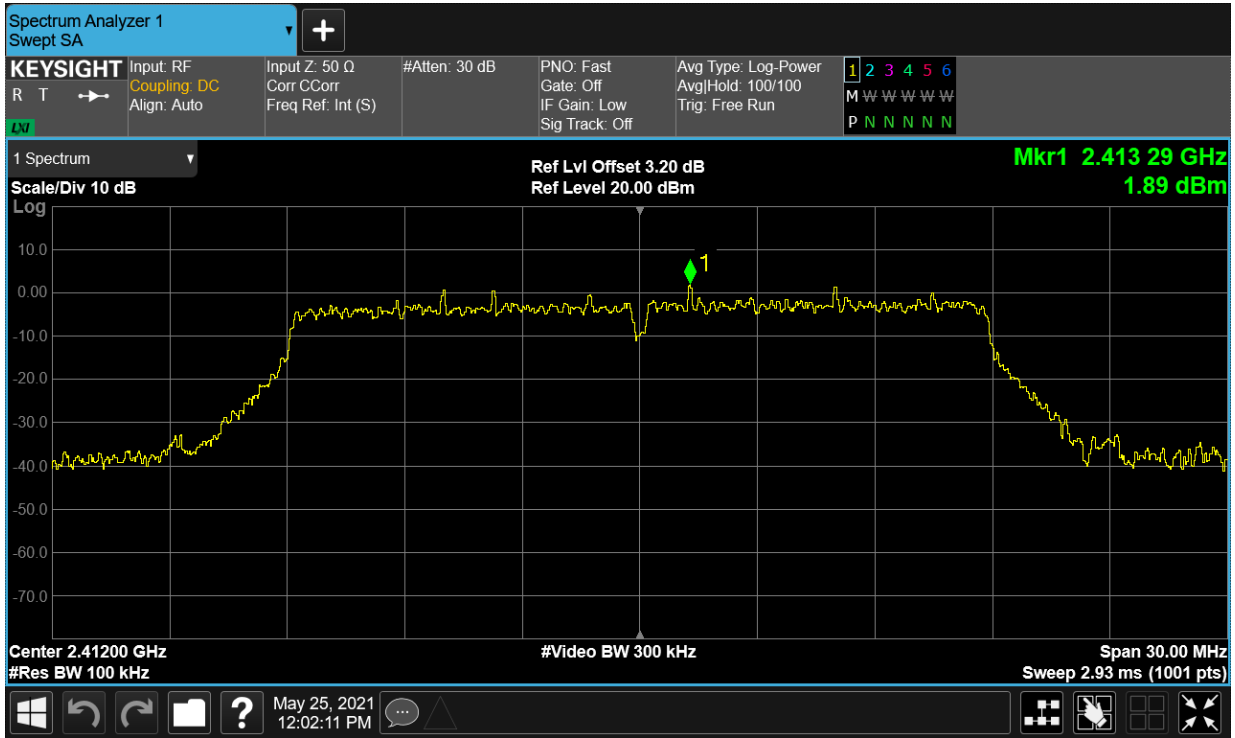 Spectrum Analyzer 1
Swept SA
+
KEYSIGHT
R T
LXI
Input: RF
Coupling: DC
Align: Auto
Input Z: 50 Ω
Corr CCorr
Freq Ref: Int (S)
#Atten: 30 dB
PNO: Fast
Gate: Off
IF Gain: Low
Sig Track: Off
Avg Type: Log-Power
Avg|Hold: 100/100
Trig: Free Run
1 2 3 4 5 6
M W W W W W
P N N N N N
1 Spectrum
Scale/Div 10 dB
Log
Ref Lvl Offset 3.20 dB
Ref Level 20.00 dBm
Mkr1 2.413 29 GHz
1.89 dBm
10.0
0.00
-10.0
-20.0
-30.0
-40.0
-50.0
-60.0
-70.0
1
Center 2.41200 GHz
#Res BW 100 kHz
#Video BW 300 kHz
Span 30.00 MHz
Sweep 2.93 ms (1001 pts)
?
May 25, 2021
12:02:11 PM